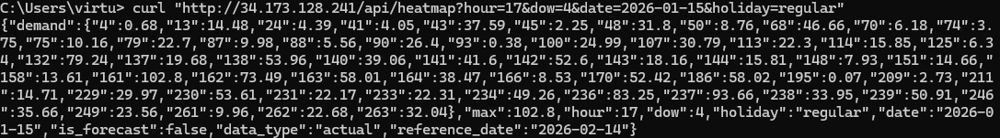 C:\Users\virtu> curl "http://34.173.128.241/api/heatmap?hour=17&dow=4&date=2026-01-15&holiday=regular"
{"demand":{"4":0.68,"13":14.48,"24":4.39,"41":4.05,"43":37.59,"45":2.25,"48":31.8,"50":8.76,"68":46.66,"70":6.18,"74":3.
75,"75":10.16,"79":22.7,"87":9.98,"88":5.56,"90":26.4,"93":0.38,"100":24.99,"107":30.79,"113":22.3,"114":15.85,"125":6.3
4,"132":79.24,"137":19.68,"138":53.96,"140":39.06,"141":41.6,"142":52.6,"143":18.16,"144":15.81,"148":7.93,"151":14.66,"
158":13.61,"161":102.8,"162":73.49,"163":58.01,"164":38.47,"166":8.53,"170":52.42,"186":58.02,"195":0.07,"209":2.73,"211
":14.71,"229":29.97,"230":53.61,"231":22.17,"233":22.31,"234":49.26,"236":83.25,"237":93.66,"238":33.95,"239":50.91,"246
":35.66,"249":23.56,"261":9.96,"262":22.68,"263":32.04},"max":102.8,"hour":17,"dow":4,"holiday":"regular","date":"2026-0
1-15","is_forecast":false,"data_type":"actual","reference_date":"2026-02-14"}